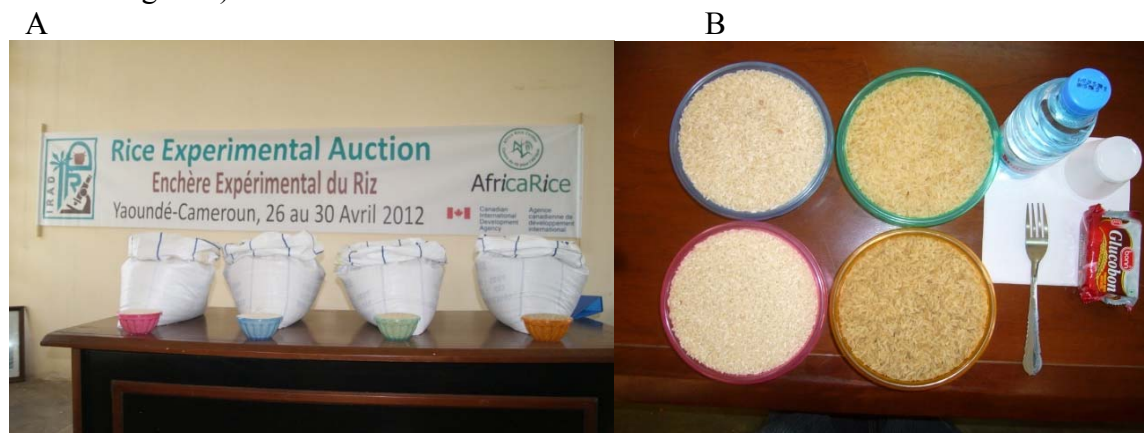 A
B
Rice Experimental Auction
Enchère Expérimental du Riz
Yaoundé-Cameroun, 26 au 30 Avril 2012
IRAD
AfricaRice
Canadian International Development Agency
Agence canadienne de développement international
Glucobon